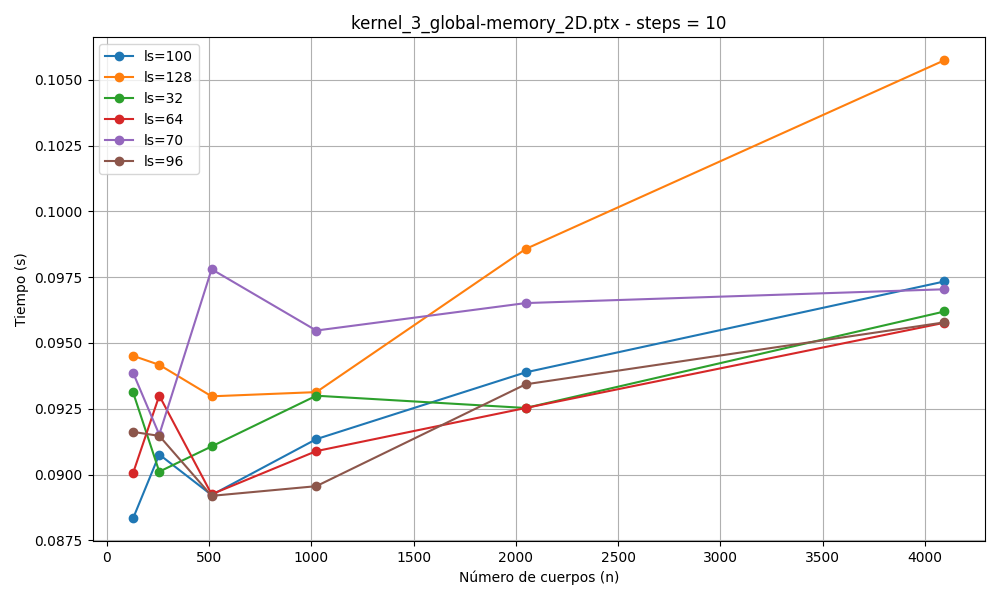 kernel_3_global-memory_2D.ptx - steps = 10
ls=100
ls=128
ls=32
ls=64
ls=70
ls=96
0.1050
0.1025
0.1000
0.0975
0.0950
0.0925
0.0900
0.0875
Tiempo (s)
0 500 1000 1500 2000 2500 3000 3500 4000
Número de cuerpos (n)